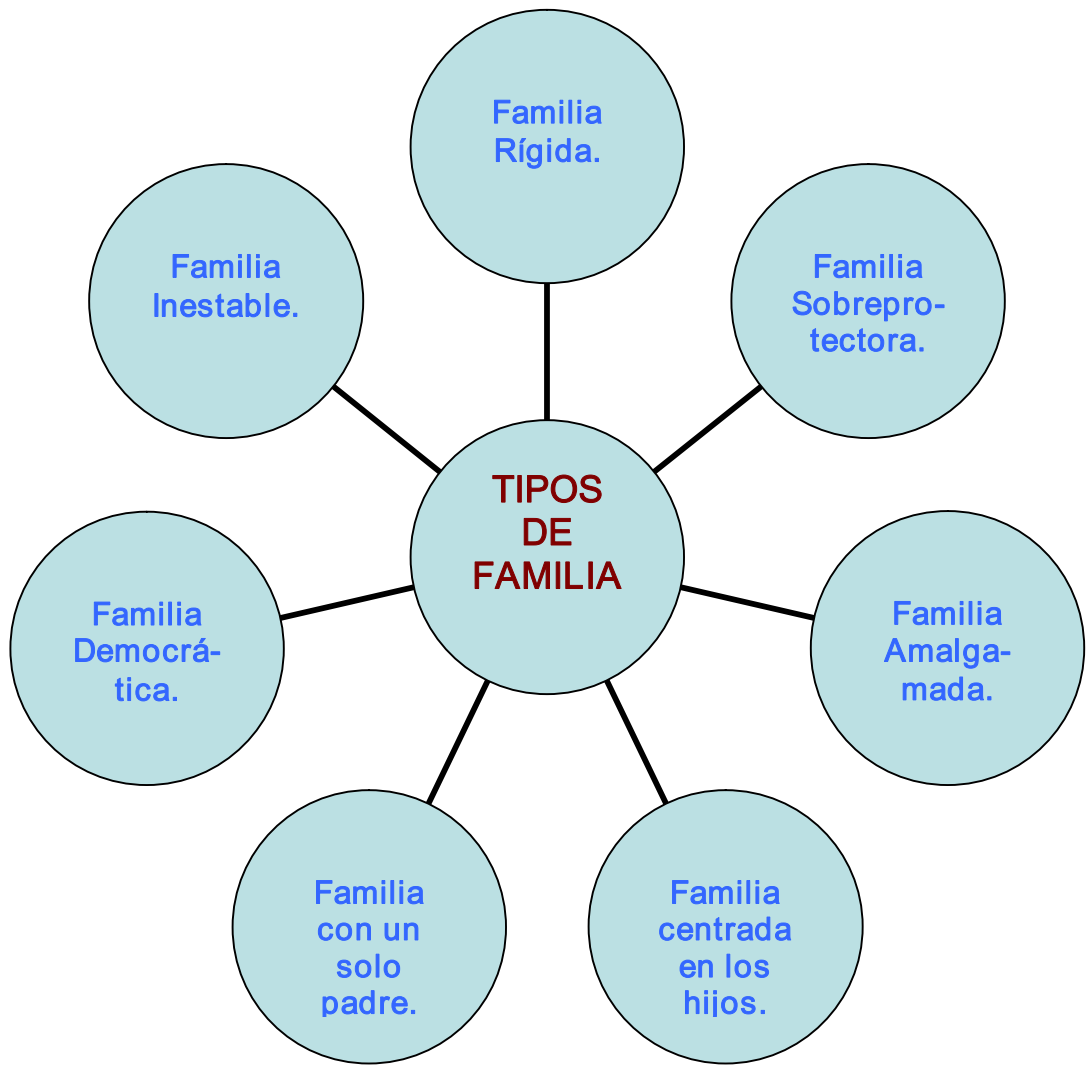 Familia
Rígida.
Familia
Sobrepro-
tectora.
Familia
Amalga-
mada.
Familia
centrada
en los
hijos.
Familia
con un
solo
padre.
Familia
Democrá-
tica.
Familia
Inestable.
TIPOS
DE
FAMILIA